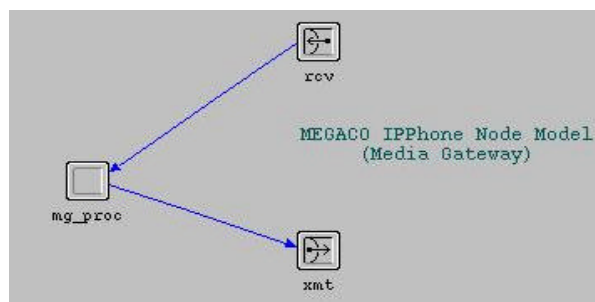 rcv
MEGACO IPPhone Node Model
(Media Gateway)
mg_proc
xmt